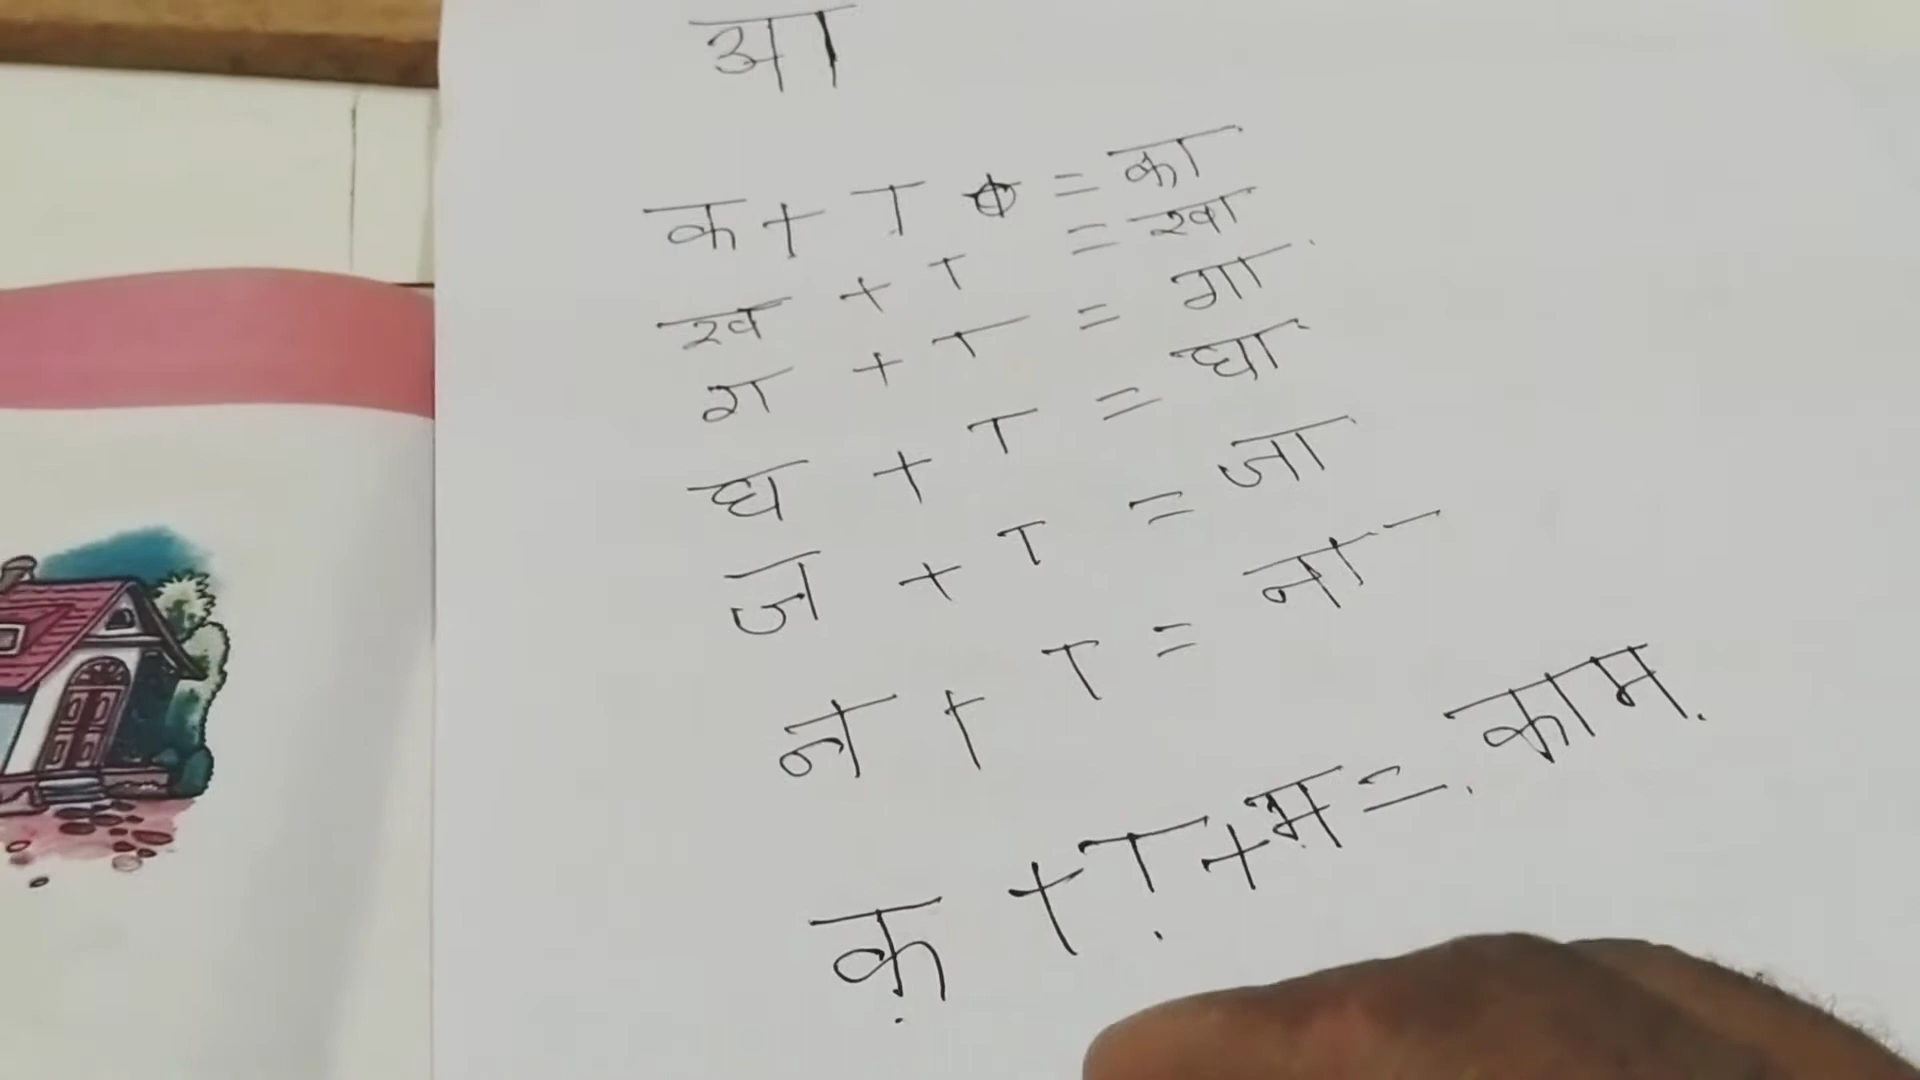 आ
क + ा = का
ख + ा = खा
ग + ा = गा
घ + ा = घा
ज + ा = जा
न + ा = ना
क + ा + म = काम